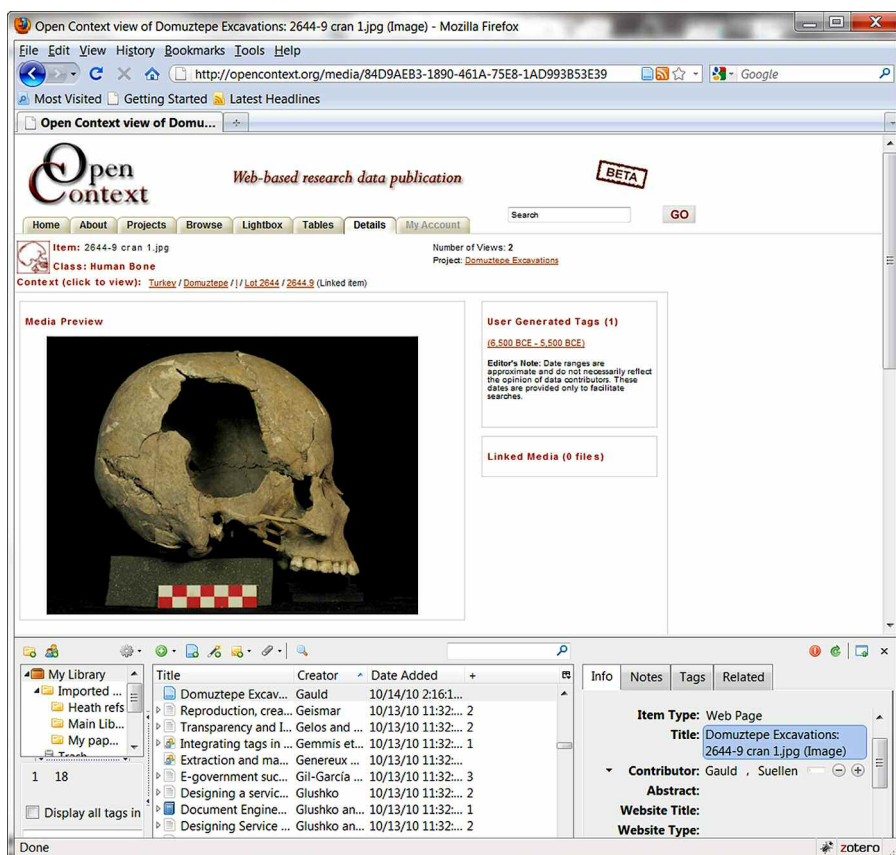 Open Context view of Domuztepe Excavations: 2644-9 cran 1.jpg (Image) - Mozilla Firefox
File Edit View History Bookmarks Tools Help
http://opencontext.org/media/84D9AEB3-1890-461A-75E8-1AD993B53E39
Google
Most Visited Getting Started Latest Headlines
Open Context view of Domu...
Open Context
Web-based research data publication
BETA
Search GO
Home About Projects Browse Lightbox Tables Details My Account
Item: 2644-9 cran 1.jpg
Number of Views: 2
Class: Human Bone
Project: Domuztepe Excavations
Context (click to view): Turkey / Domuztepe / I / Lot 2644 / 2644.9 (Linked item)
Media Preview
User Generated Tags (1)
(6,500 BCE - 5,500 BCE)
Editor's Note: Date ranges are
approximate and do not necessarily reflect
the opinion of data contributors. These
dates are provided only to facilitate
searches.
Linked Media (0 files)
My Library
Imported ...
Heath refs
Main Lib...
My pap...
Trash
1 18
Display all tags in
Title Creator Date Added +
Domuztepe Excav... Gauld 10/14/10 2:16:1...
Reproduction, crea... Geismar 10/13/10 11:32:... 2
Transparency and I... Gelos and ... 10/13/10 11:32:... 2
Integrating tags in ... Gemmis et... 10/13/10 11:32:... 1
Extraction and ma... Genereux ... 10/13/10 11:32:...
E-government suc... Gil-García ... 10/13/10 11:32:... 3
Designing a servic... Glushko 10/13/10 11:32:... 2
Document Engine... Glushko an... 10/13/10 11:32:... 1
Designing Service ... Glushko an... 10/13/10 11:32:... 2
Info Notes Tags Related
Item Type: Web Page
Title: Domuztepe Excavations:
2644-9 cran 1.jpg (Image)
Contributor: Gauld , Suellen
Abstract:
Website Title:
Website Type:
Done
zotero